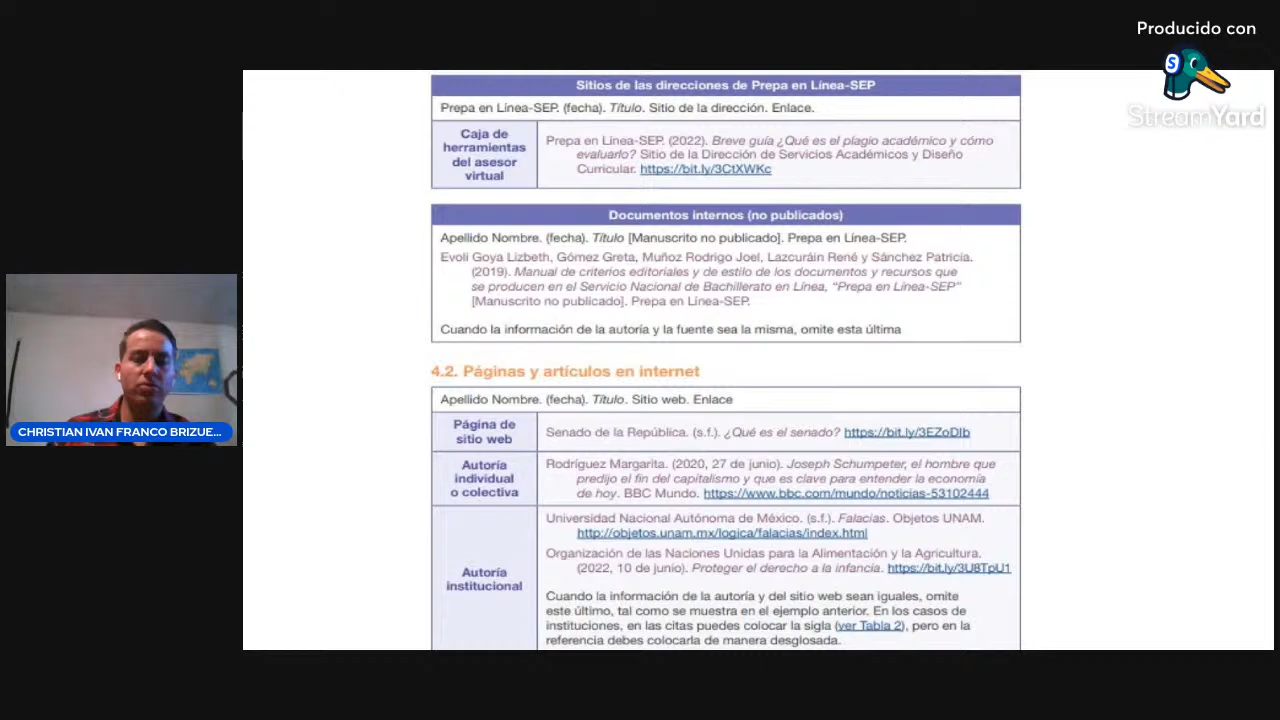 Producido con
S
StreamYard
Sitios de las direcciones de Prepa en Línea-SEP
Prepa en Línea-SEP. (fecha). Título. Sitio de la dirección. Enlace.
Caja de
herramientas
del asesor
virtual
Prepa en Línea-SEP. (2022). Breve guía ¿Qué es el plagio académico y cómo
evaluarlo? Sitio de la Dirección de Servicios Académicos y Diseño
Curricular. https://bit.ly/3CtXWKc
Documentos internos (no publicados)
Apellido Nombre. (fecha). Título [Manuscrito no publicado]. Prepa en Línea-SEP.
Evoli Goya Lizbeth, Gómez Greta, Muñoz Rodrigo Joel, Lazcuráin René y Sánchez Patricia.
(2019). Manual de criterios editoriales y de estilo de los documentos y recursos que
se producen en el Servicio Nacional de Bachillerato en Línea, “Prepa en Línea-SEP”
[Manuscrito no publicado]. Prepa en Línea-SEP.
Cuando la información de la autoría y la fuente sea la misma, omite esta última
4.2. Páginas y artículos en internet
Apellido Nombre. (fecha). Título. Sitio web. Enlace
Página de
sitio web
Senado de la República. (s.f.). ¿Qué es el senado? https://bit.ly/3EZoDIb
Autoría
individual
o colectiva
Rodríguez Margarita. (2020, 27 de junio). Joseph Schumpeter, el hombre que
predijo el fin del capitalismo y que es clave para entender la economía
de hoy. BBC Mundo. https://www.bbc.com/mundo/noticias-53102444
Autoría
institucional
Universidad Nacional Autónoma de México. (s.f.). Falacias. Objetos UNAM.
http://objetos.unam.mx/logica/falacias/index.html
Organización de las Naciones Unidas para la Alimentación y la Agricultura.
(2022, 10 de junio). Proteger el derecho a la infancia. https://bit.ly/3U8TpU1
Cuando la información de la autoría y del sitio web sean iguales, omite
este último, tal como se muestra en el ejemplo anterior. En los casos de
instituciones, en las citas puedes colocar la sigla (ver Tabla 2), pero en la
referencia debes colocarla de manera desglosada.
CHRISTIAN IVAN FRANCO BRIZUE...